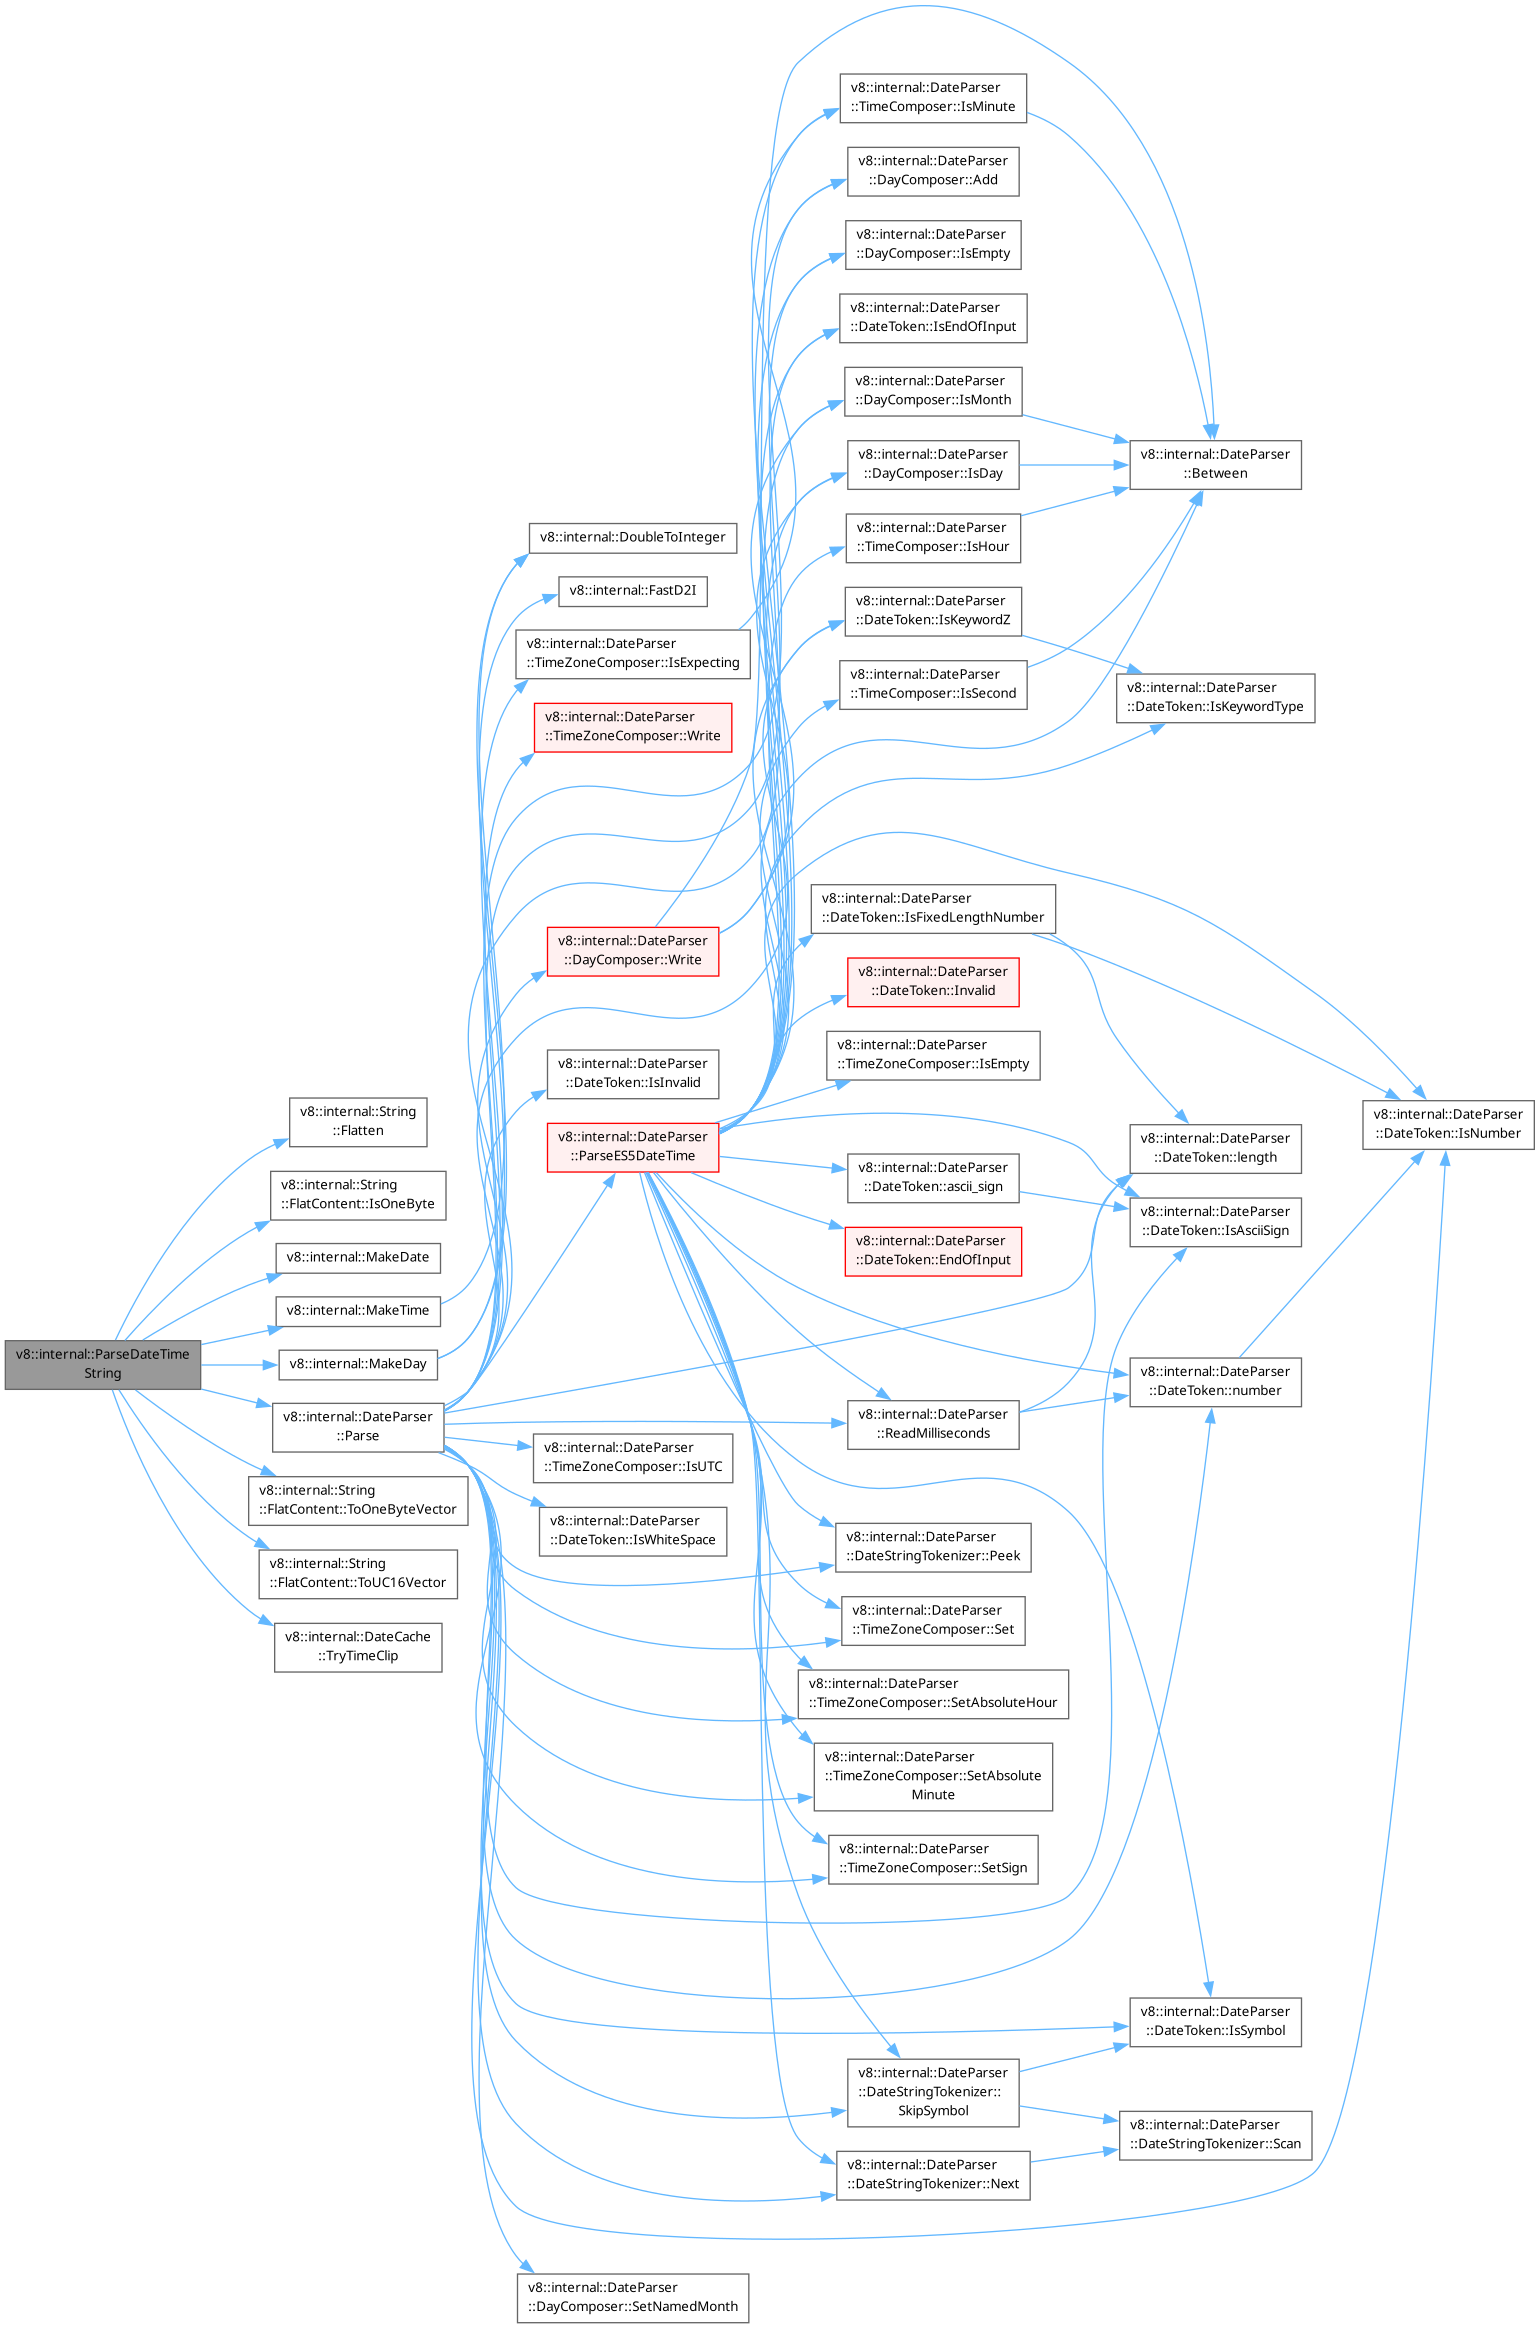 v8::internal::ParseDateTime
String
v8::internal::String
::Flatten
v8::internal::String
::FlatContent::IsOneByte
v8::internal::MakeDate
v8::internal::MakeTime
v8::internal::MakeDay
v8::internal::DateParser
::Parse
v8::internal::String
::FlatContent::ToOneByteVector
v8::internal::String
::FlatContent::ToUC16Vector
v8::internal::DateCache
::TryTimeClip
v8::internal::DoubleToInteger
v8::internal::FastD2I
v8::internal::DateParser
::TimeZoneComposer::IsExpecting
v8::internal::DateParser
::TimeZoneComposer::Write
v8::internal::DateParser
::DayComposer::Write
v8::internal::DateParser
::DateToken::IsInvalid
v8::internal::DateParser
::ParseES5DateTime
v8::internal::DateParser
::TimeZoneComposer::IsUTC
v8::internal::DateParser
::DateToken::IsWhiteSpace
v8::internal::DateParser
::DayComposer::SetNamedMonth
v8::internal::DateParser
::TimeComposer::IsMinute
v8::internal::DateParser
::DayComposer::Add
v8::internal::DateParser
::DayComposer::IsEmpty
v8::internal::DateParser
::DateToken::IsEndOfInput
v8::internal::DateParser
::DayComposer::IsMonth
v8::internal::DateParser
::DayComposer::IsDay
v8::internal::DateParser
::TimeComposer::IsHour
v8::internal::DateParser
::DateToken::IsKeywordZ
v8::internal::DateParser
::TimeComposer::IsSecond
v8::internal::DateParser
::DateToken::IsFixedLengthNumber
v8::internal::DateParser
::DateToken::Invalid
v8::internal::DateParser
::TimeZoneComposer::IsEmpty
v8::internal::DateParser
::DateToken::ascii_sign
v8::internal::DateParser
::DateToken::EndOfInput
v8::internal::DateParser
::ReadMilliseconds
v8::internal::DateParser
::DateStringTokenizer::Peek
v8::internal::DateParser
::TimeZoneComposer::Set
v8::internal::DateParser
::TimeZoneComposer::SetAbsoluteHour
v8::internal::DateParser
::TimeZoneComposer::SetAbsolute
Minute
v8::internal::DateParser
::TimeZoneComposer::SetSign
v8::internal::DateParser
::DateStringTokenizer::
SkipSymbol
v8::internal::DateParser
::DateStringTokenizer::Next
v8::internal::DateParser
::Between
v8::internal::DateParser
::DateToken::IsKeywordType
v8::internal::DateParser
::DateToken::length
v8::internal::DateParser
::DateToken::IsAsciiSign
v8::internal::DateParser
::DateToken::number
v8::internal::DateParser
::DateToken::IsSymbol
v8::internal::DateParser
::DateStringTokenizer::Scan
v8::internal::DateParser
::DateToken::IsNumber